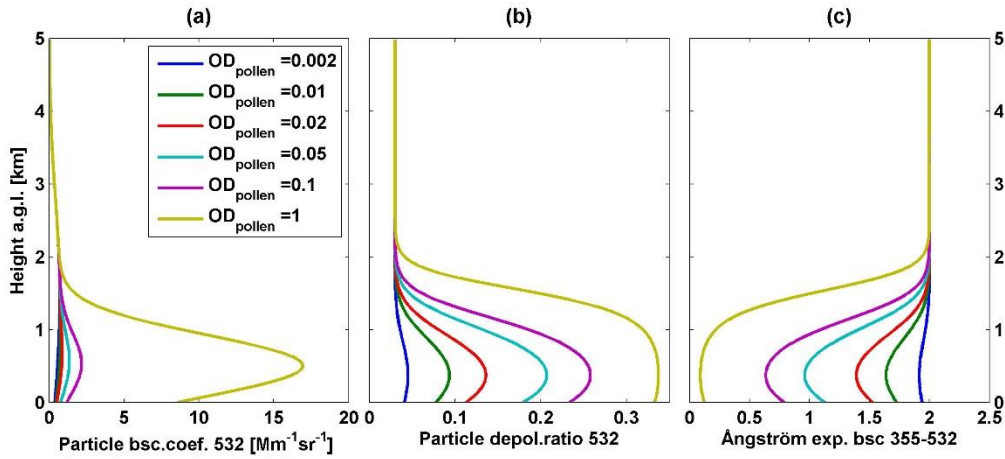 (a)
(b)
(c)
OD_pollen =0.002
OD_pollen =0.01
OD_pollen =0.02
OD_pollen =0.05
OD_pollen =0.1
OD_pollen =1
Height a.g.l. [km]
5
4
3
2
1
0
0 5 10 15 20
Particle bsc.coef. 532 [Mm⁻¹sr⁻¹]
0 0.1 0.2 0.3
Particle depol.ratio 532
0 0.5 1 1.5 2 2.5
Ångström exp. bsc 355-532
5
4
3
2
1
0